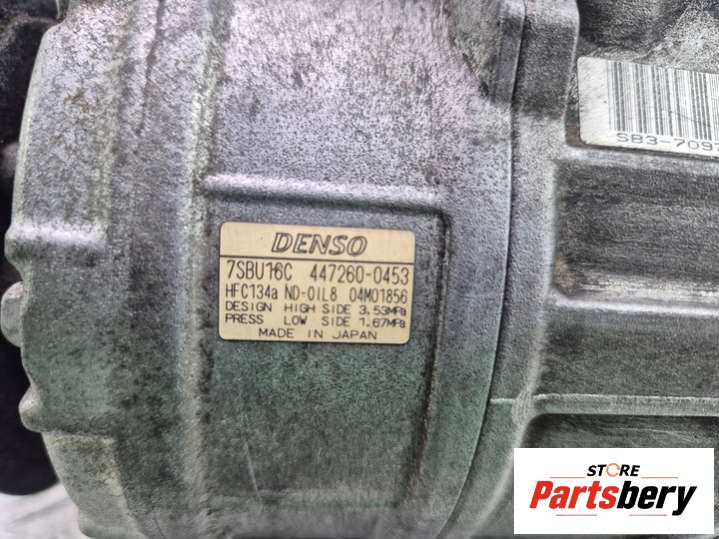 SB3-7097
DENSO
7SBU16C 447260-0453
HFC134a ND-OIL8 04M01856
DESIGN HIGH SIDE 3.53MPa
PRESS LOW SIDE 1.67MPa
MADE IN JAPAN
STORE
Partsbery